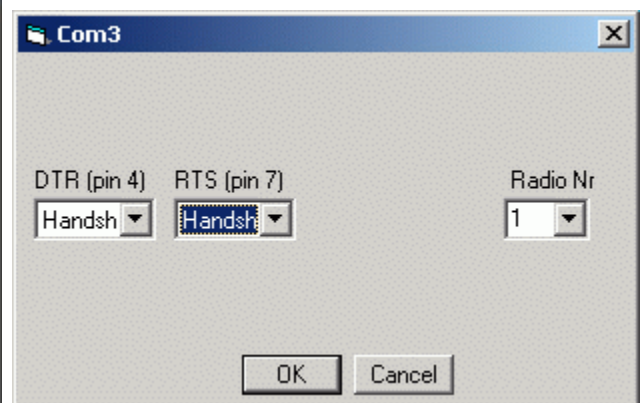 Com3
DTR (pin 4) RTS (pin 7) Radio Nr
Handsh Handsh 1
OK Cancel